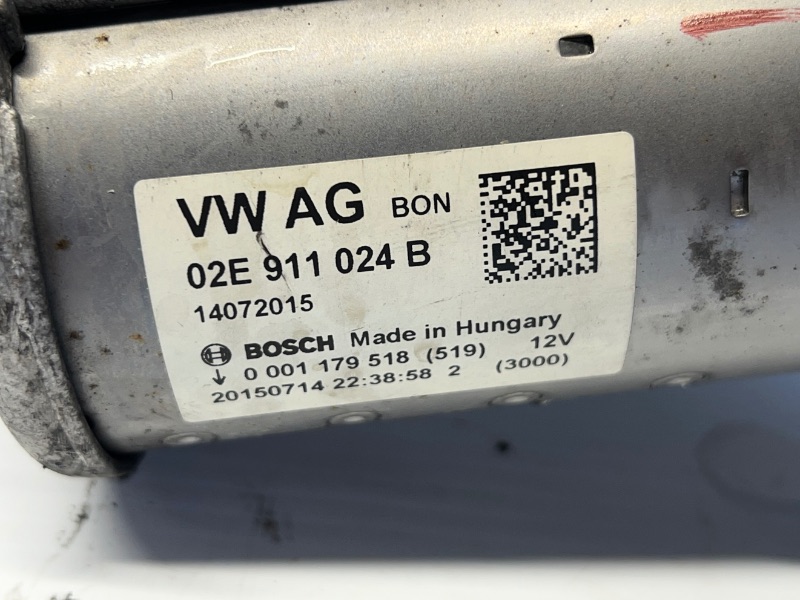 VW AG BON
02E 911 024 B
14072015
BOSCH Made in Hungary
↓ 0 001 179 518 (519) 12V
20150714 22:38:58 2 (3000)